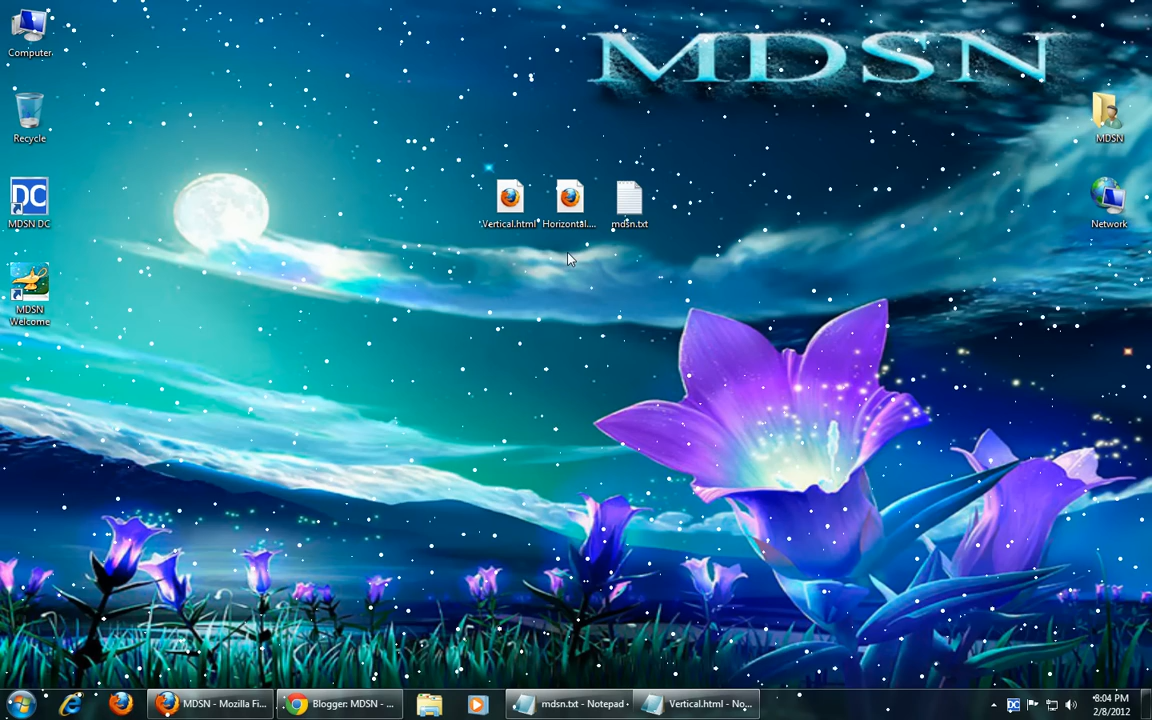 MDSN
Computer
Recycle
DC
MDSN DC
MDSN
Welcome
Vertical.html
Horizontal....
mdsn.txt
MDSN
Network
MDSN - Mozilla Fi...
Blogger: MDSN - ...
mdsn.txt - Notepad
Vertical.html - No...
DC
8:04 PM
2/8/2012